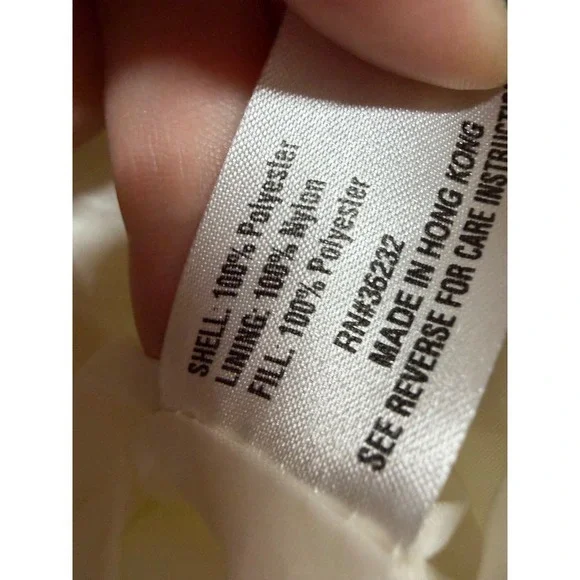 SHELL: 100% Polyester
LINING: 100% Nylon
FILL: 100% Polyester
RN#36232
MADE IN HONG KONG
SEE REVERSE FOR CARE INSTRUCTI